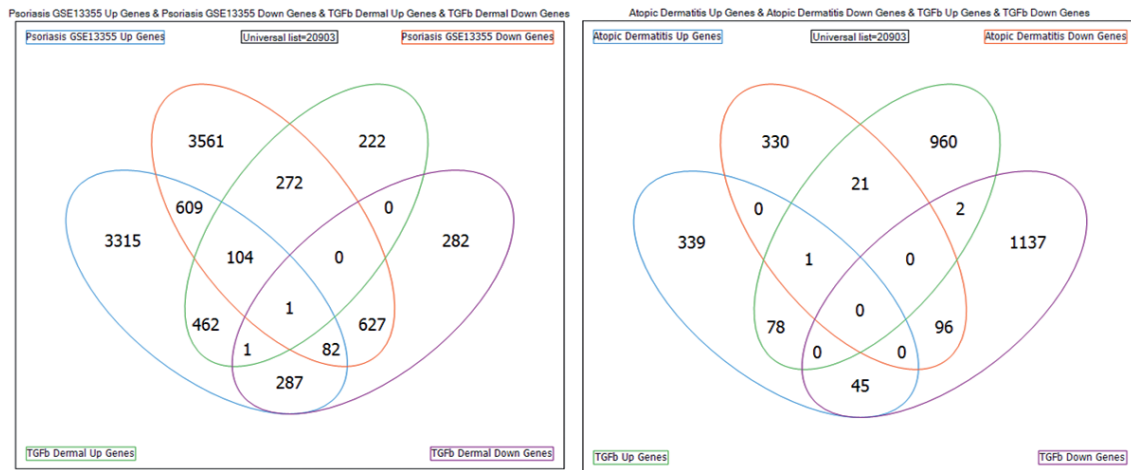 Psoriasis GSE13355 Up Genes & Psoriasis GSE13355 Down Genes & TGFb Dermal Up Genes & TGFb Dermal Down Genes
Psoriasis GSE13355 Up Genes
Universal list=20903
Psoriasis GSE13355 Down Genes
3561
222
272
609
0
3315
282
104
0
1
462
627
1
82
287
TGFb Dermal Up Genes
TGFb Dermal Down Genes
Atopic Dermatitis Up Genes & Atopic Dermatitis Down Genes & TGFb Up Genes & TGFb Down Genes
Atopic Dermatitis Up Genes
Universal list=20903
Atopic Dermatitis Down Genes
330
960
21
0
2
339
1137
1
0
0
78
96
0
0
45
TGFb Up Genes
TGFb Down Genes